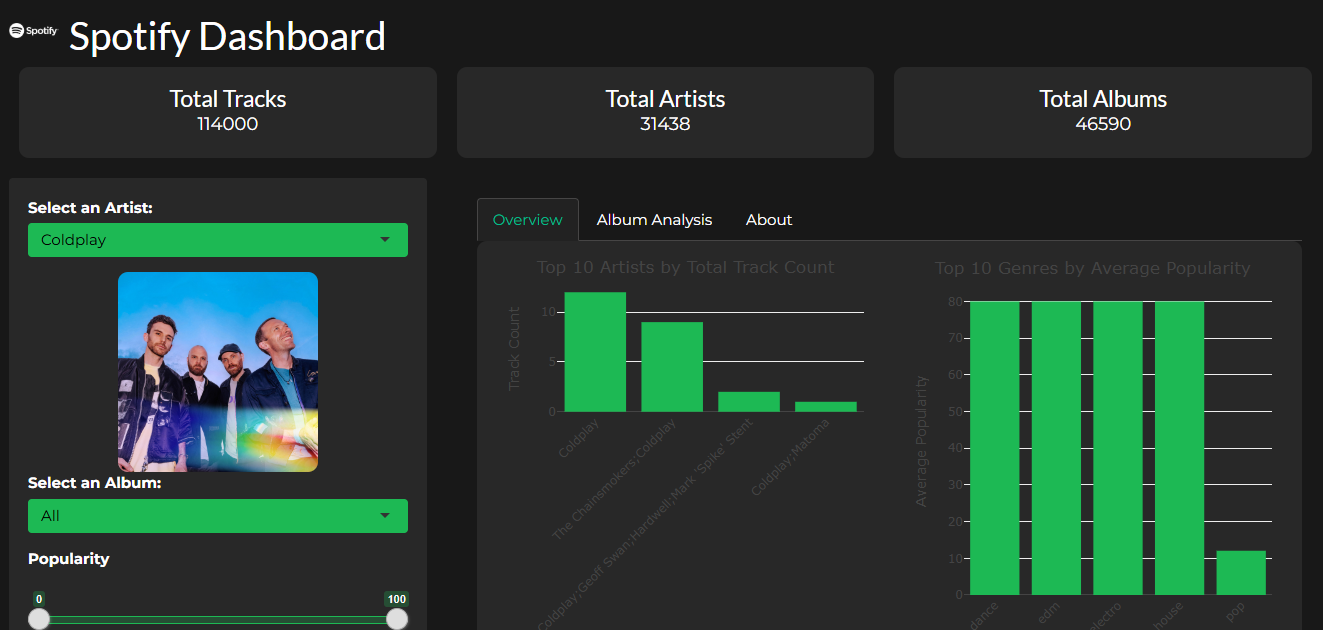 Spotify
Spotify Dashboard
Total Tracks
114000
Total Artists
31438
Total Albums
46590
Select an Artist:
Coldplay
Select an Album:
All
Popularity
0
100
Overview
Album Analysis
About
Top 10 Artists by Total Track Count
Track Count
10
5
0
Coldplay
The Chainsmokers;Coldplay
Coldplay;Geoff Swan;Hardwell;Mark 'Spike' Stent
Coldplay;Matoma
Top 10 Genres by Average Popularity
Average Popularity
80
70
60
50
40
30
20
10
0
dance
edm
electro
house
pop